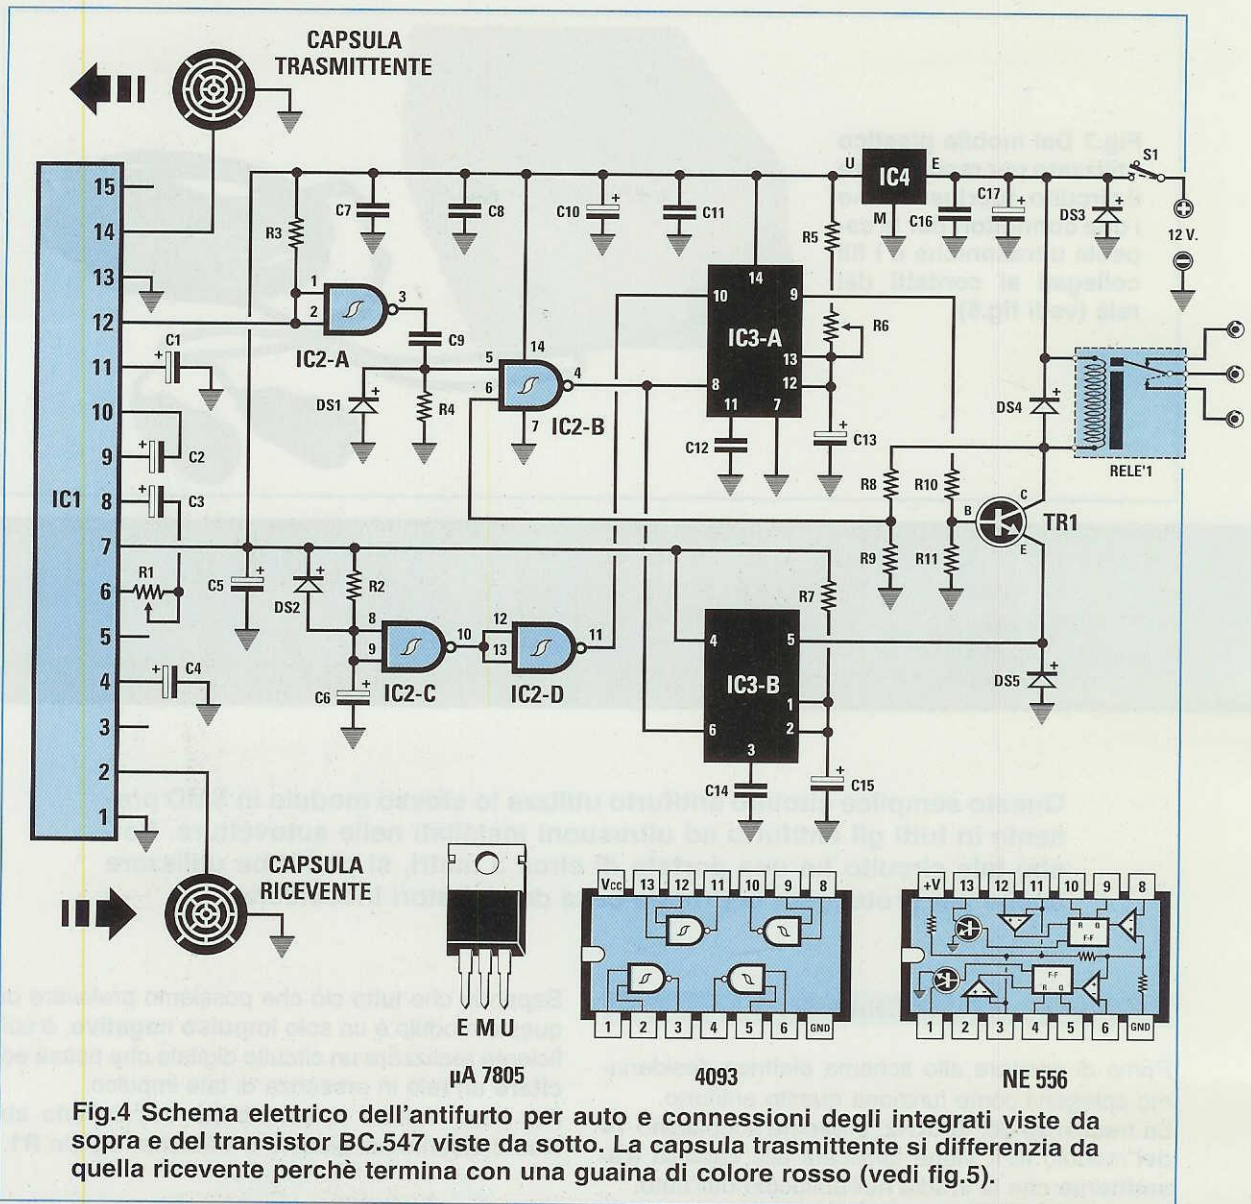 CAPSULA
TRASMITTENTE
15
14
13
12
11
10
9
8
7
6
5
4
3
2
1
IC1
C1
C2
C3
R1
C4
R3
1
2
3
IC2-A
C7
C8
C10
C11
C9
DS1
R4
5
6
14
4
7
IC2-B
U
E
IC4
M
C16
C17
DS3
S1
12 V.
R5
R6
14
10
9
IC3-A
13
8
12
11
7
C12
C13
DS4
RELE'1
R8
R10
B
C
E
TR1
R9
R11
C5
DS2
R2
8
9
10
IC2-C
C6
12
13
11
IC2-D
R7
4
5
IC3-B
1
6
2
3
C14
C15
DS5
CAPSULA
RICEVENTE
E M U
µA 7805
Vcc 13 12 11 10 9 8
1 2 3 4 5 6 GND
4093
+V 13 12 11 10 9 8
R Q
F-F
F-F
R Q
1 2 3 4 5 6 GND
NE 556
Fig.4 Schema elettrico dell'antifurto per auto e connessioni degli integrati viste da
sopra e del transistor BC.547 viste da sotto. La capsula trasmittente si differenzia da
quella ricevente perchè termina con una guaina di colore rosso (vedi fig.5).